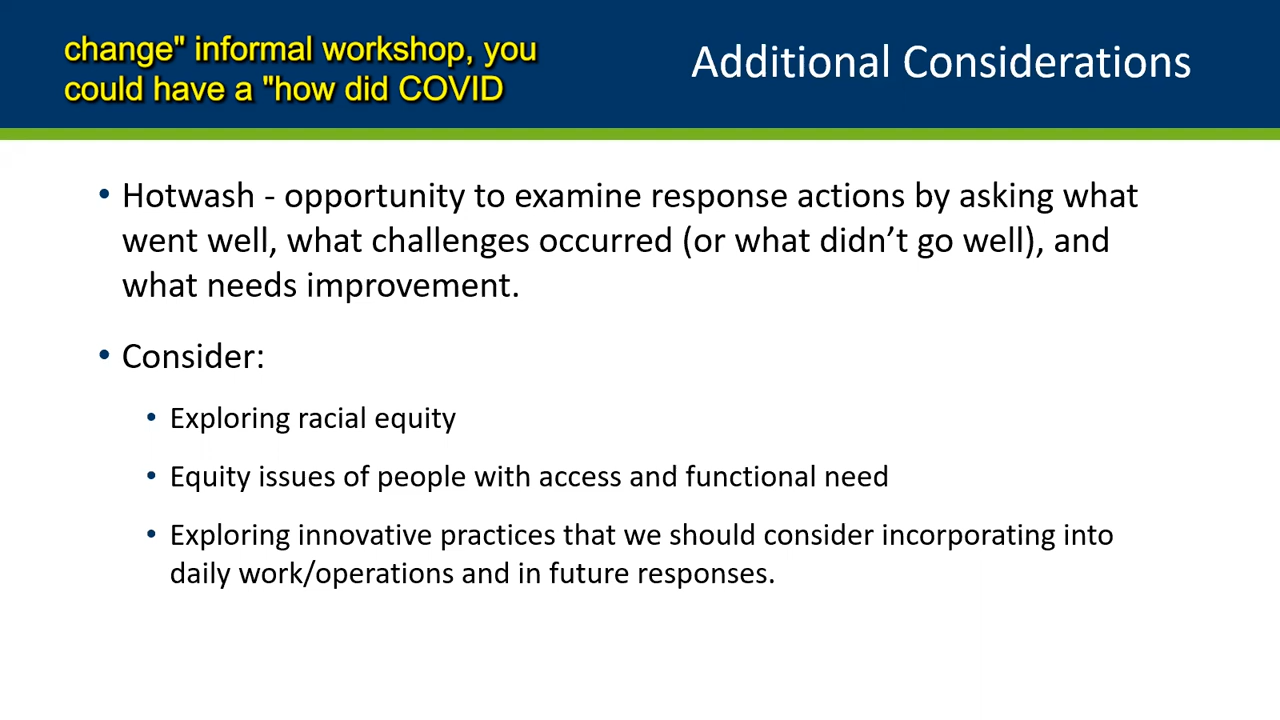 change" informal workshop, you
could have a "how did COVID
Additional Considerations
• Hotwash - opportunity to examine response actions by asking what
went well, what challenges occurred (or what didn’t go well), and
what needs improvement.
• Consider:
• Exploring racial equity
• Equity issues of people with access and functional need
• Exploring innovative practices that we should consider incorporating into
daily work/operations and in future responses.